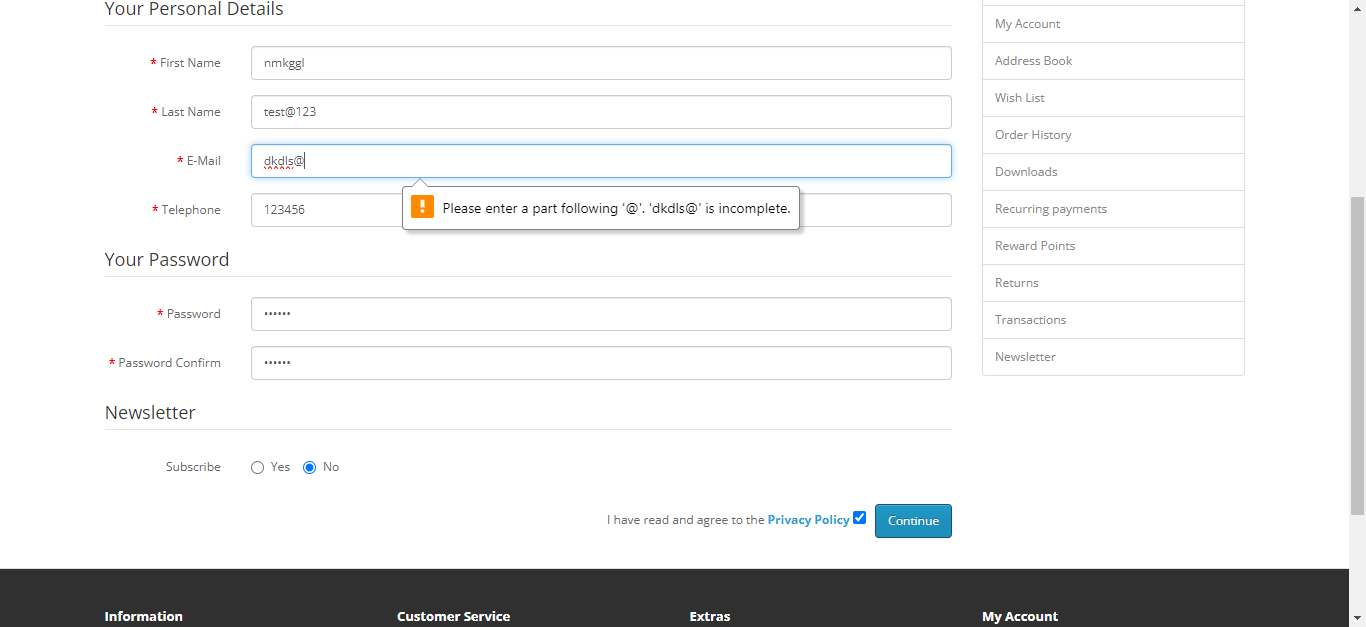 Your Personal Details
* First Name
nmkggl
* Last Name
test@123
* E-Mail
dkdls@
Please enter a part following '@'. 'dkdls@' is incomplete.
* Telephone
123456
Your Password
* Password
••••••
* Password Confirm
••••••
Newsletter
Subscribe
Yes
No
I have read and agree to the Privacy Policy
Continue
My Account
Address Book
Wish List
Order History
Downloads
Recurring payments
Reward Points
Returns
Transactions
Newsletter
Information
Customer Service
Extras
My Account